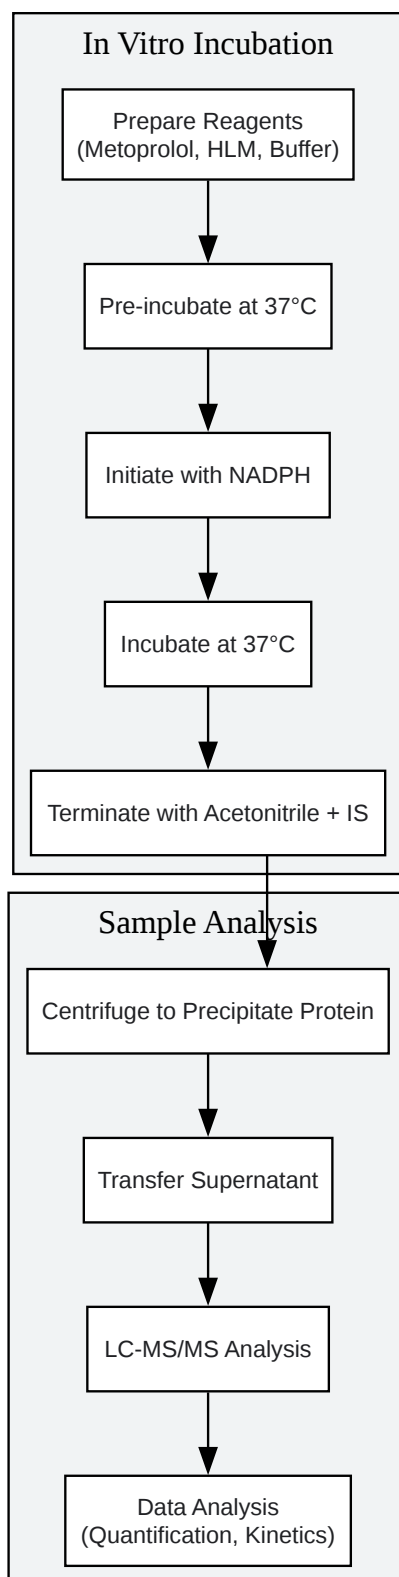 In Vitro Incubation
Prepare Reagents
(Metoprolol, HLM, Buffer)
Pre-incubate at 37°C
Initiate with NADPH
Incubate at 37°C
Terminate with Acetonitrile + IS
Sample Analysis
Centrifuge to Precipitate Protein
Transfer Supernatant
LC-MS/MS Analysis
Data Analysis
(Quantification, Kinetics)